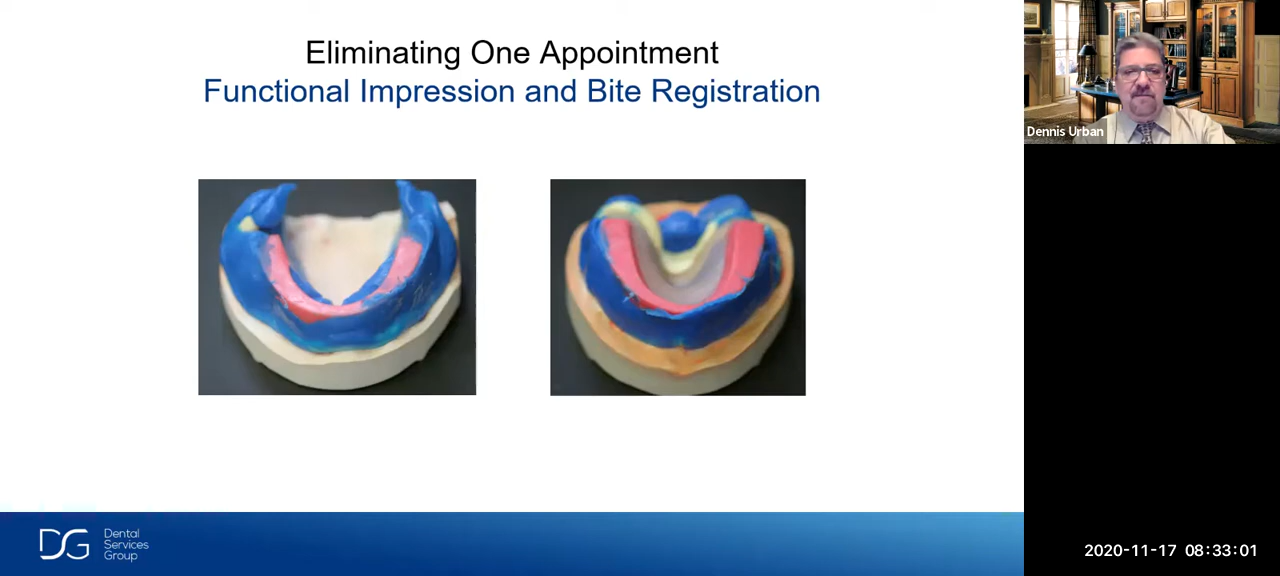 Eliminating One Appointment
Functional Impression and Bite Registration
Dennis Urban
DG
Dental
Services
Group
2020-11-17 08:33:01